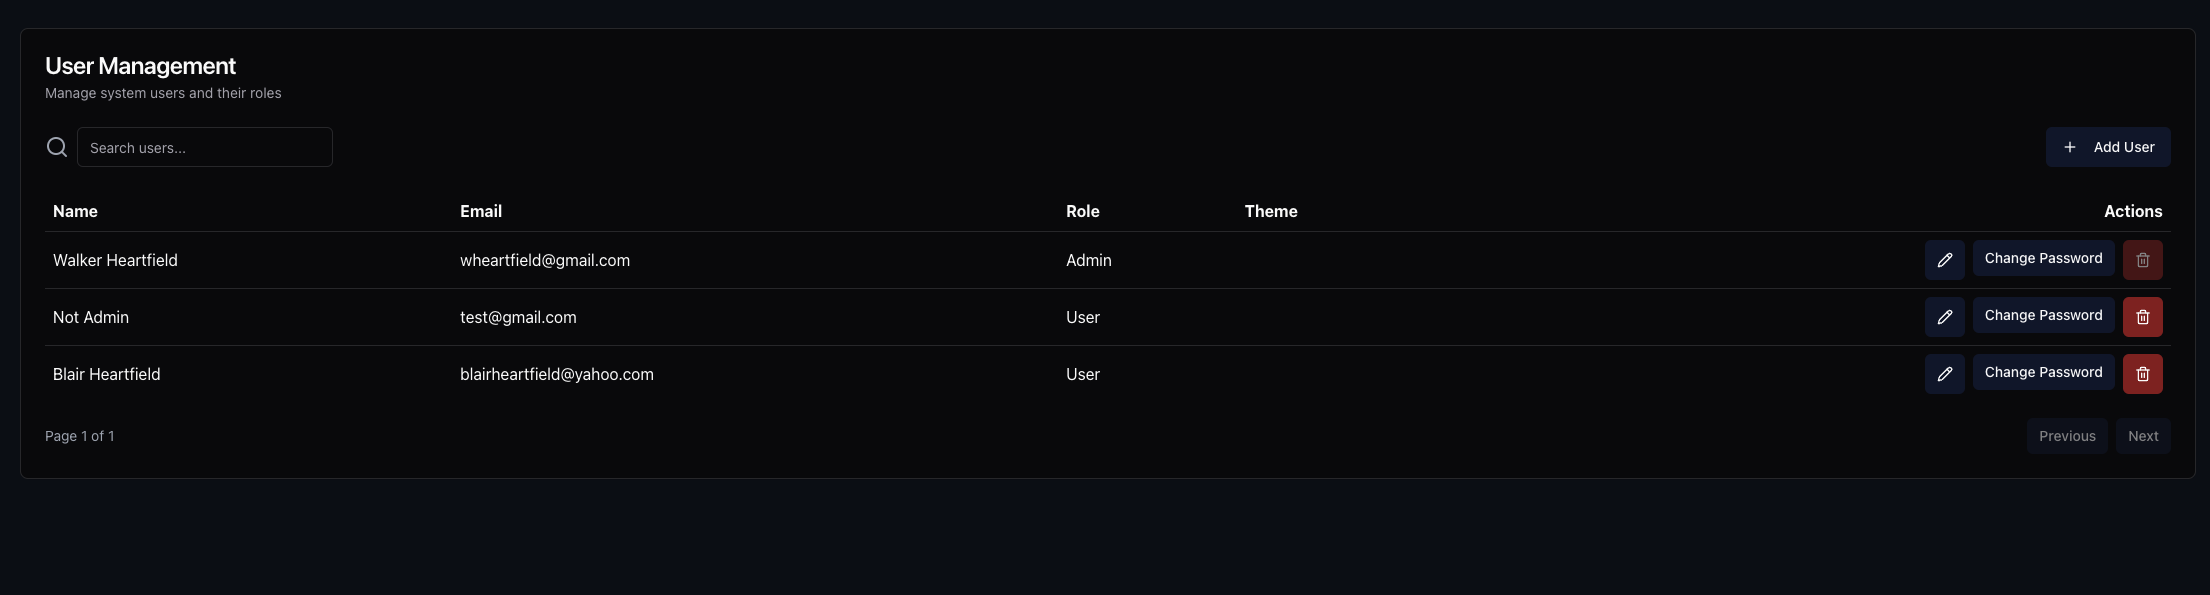 User Management
Manage system users and their roles
Search users...
Add User
Name Email Role Theme Actions
Walker Heartfield wheartfield@gmail.com Admin Change Password
Not Admin test@gmail.com User Change Password
Blair Heartfield blairheartfield@yahoo.com User Change Password
Page 1 of 1 Previous Next